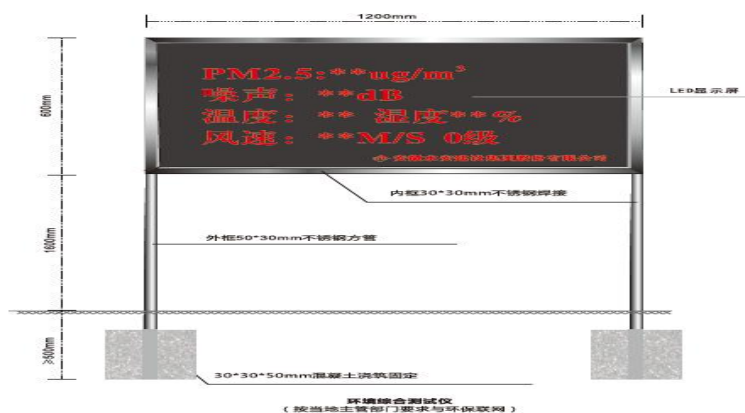 1200mm
600mm
PM2.5:**ug/m³
噪声：**dB
温度：** 湿度**%
风速：**M/S 0级
LED显示屏
内框30*30mm不锈钢焊接
外框50*30mm不锈钢方管
1600mm
≥500mm
30*30*50mm混凝土浇筑固定
环境综合测试仪
（按当地主管部门要求与环保联网）